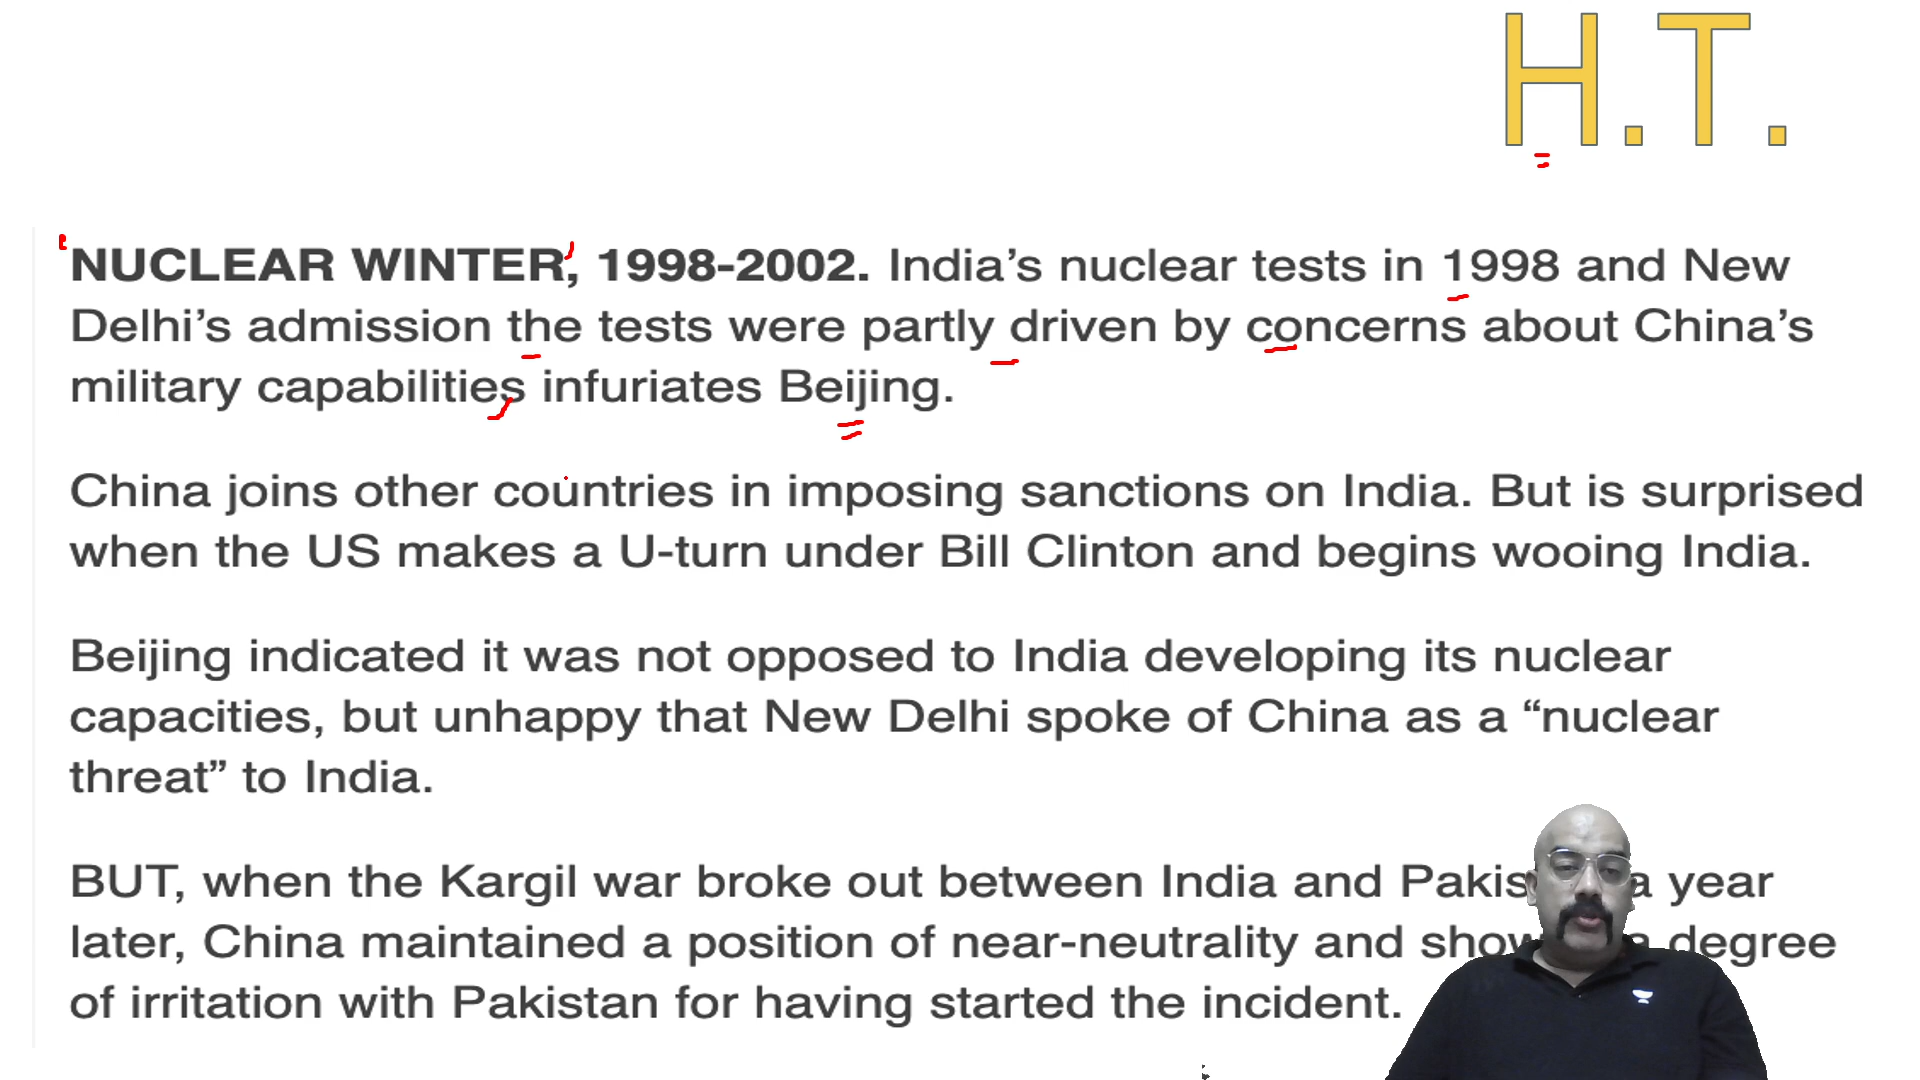 H.T.
NUCLEAR WINTER, 1998-2002. India’s nuclear tests in 1998 and New
Delhi’s admission the tests were partly driven by concerns about China’s
military capabilities infuriates Beijing.
China joins other countries in imposing sanctions on India. But is surprised
when the US makes a U-turn under Bill Clinton and begins wooing India.
Beijing indicated it was not opposed to India developing its nuclear
capacities, but unhappy that New Delhi spoke of China as a “nuclear
threat” to India.
BUT, when the Kargil war broke out between India and a year
later, China maintained a position of near-neutrality and degree
of irritation with Pakistan for having started the incident.